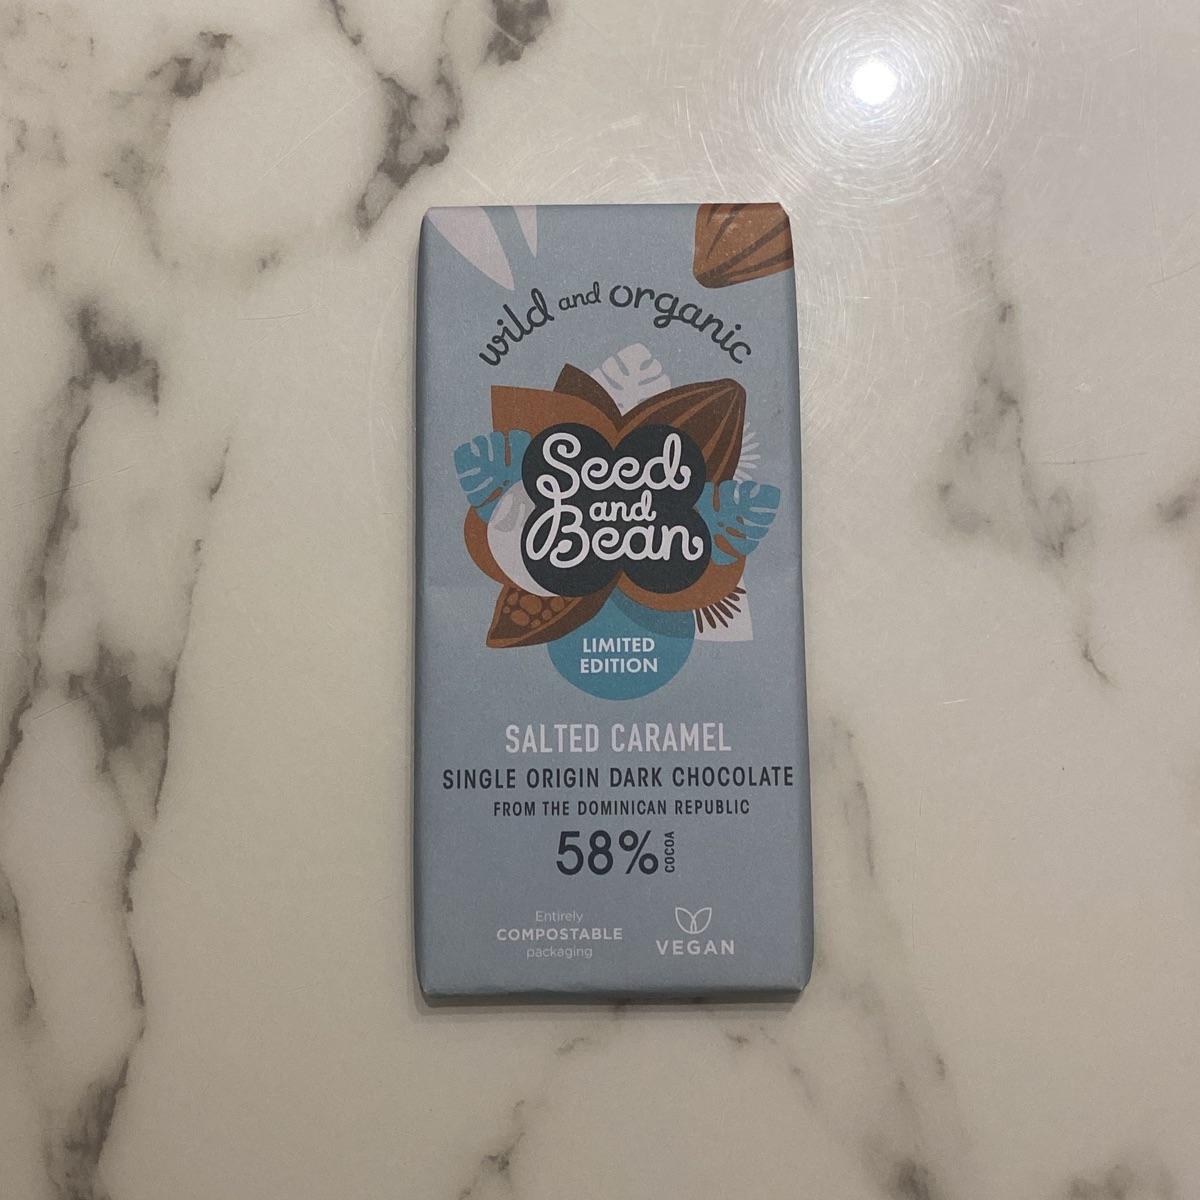 wild and organic
Seed
and
Bean
LIMITED
EDITION
SALTED CARAMEL
SINGLE ORIGIN DARK CHOCOLATE
FROM THE DOMINICAN REPUBLIC
58% COCOA
Entirely
COMPOSTABLE
packaging
VEGAN